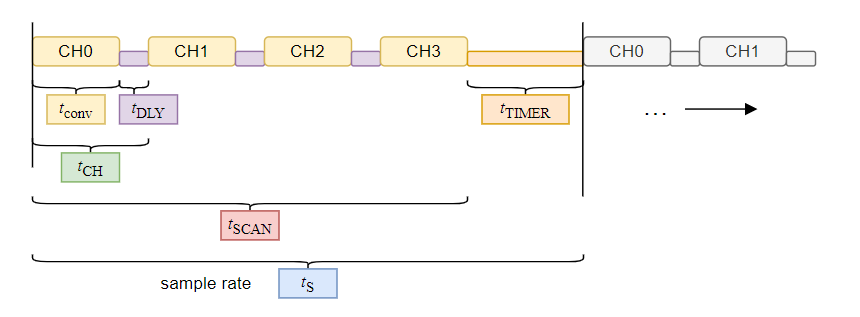 CH0 CH1 CH2 CH3 CH0 CH1
tconv tDLY tTIMER ...
tCH
tSCAN
sample rate tS